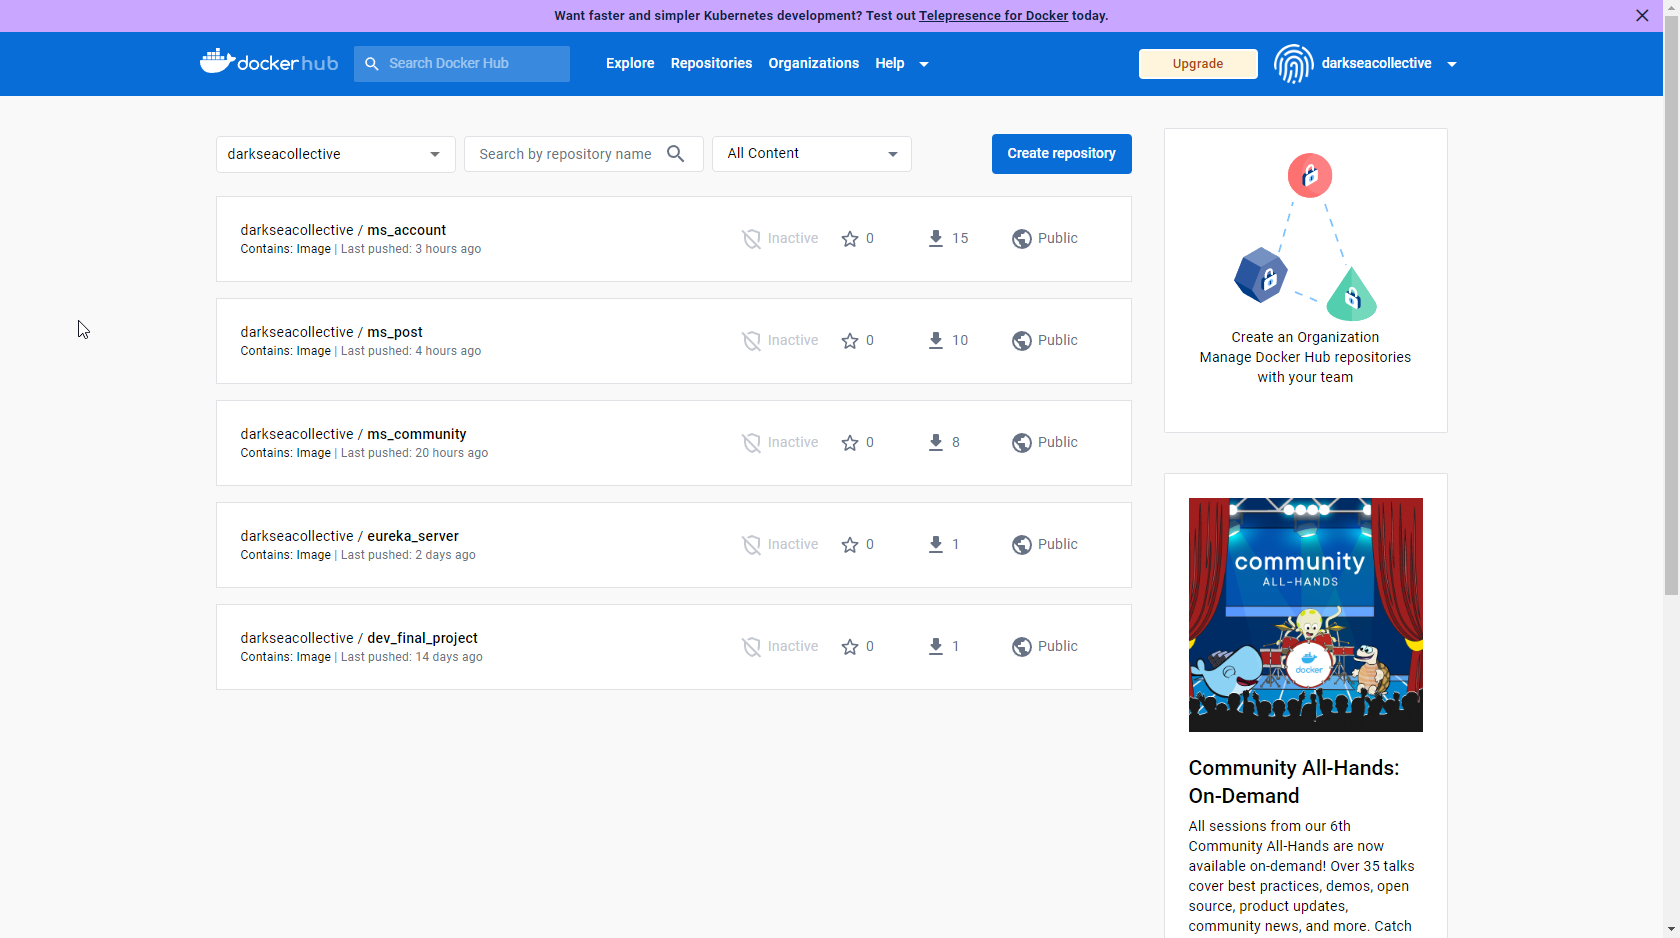 Want faster and simpler Kubernetes development? Test out Telepresence for Docker today.
docker hub
Search Docker Hub
Explore
Repositories
Organizations
Help
Upgrade
darkseacollective
darkseacollective
Search by repository name
All Content
Create repository
darkseacollective / ms_account
Contains: Image | Last pushed: 3 hours ago
Inactive
0
15
Public
darkseacollective / ms_post
Contains: Image | Last pushed: 4 hours ago
Inactive
0
10
Public
darkseacollective / ms_community
Contains: Image | Last pushed: 20 hours ago
Inactive
0
8
Public
darkseacollective / eureka_server
Contains: Image | Last pushed: 2 days ago
Inactive
0
1
Public
darkseacollective / dev_final_project
Contains: Image | Last pushed: 14 days ago
Inactive
0
1
Public
Create an Organization
Manage Docker Hub repositories
with your team
community
ALL-HANDS
docker
Community All-Hands:
On-Demand
All sessions from our 6th
Community All-Hands are now
available on-demand! Over 35 talks
cover best practices, demos, open
source, product updates,
community news, and more. Catch